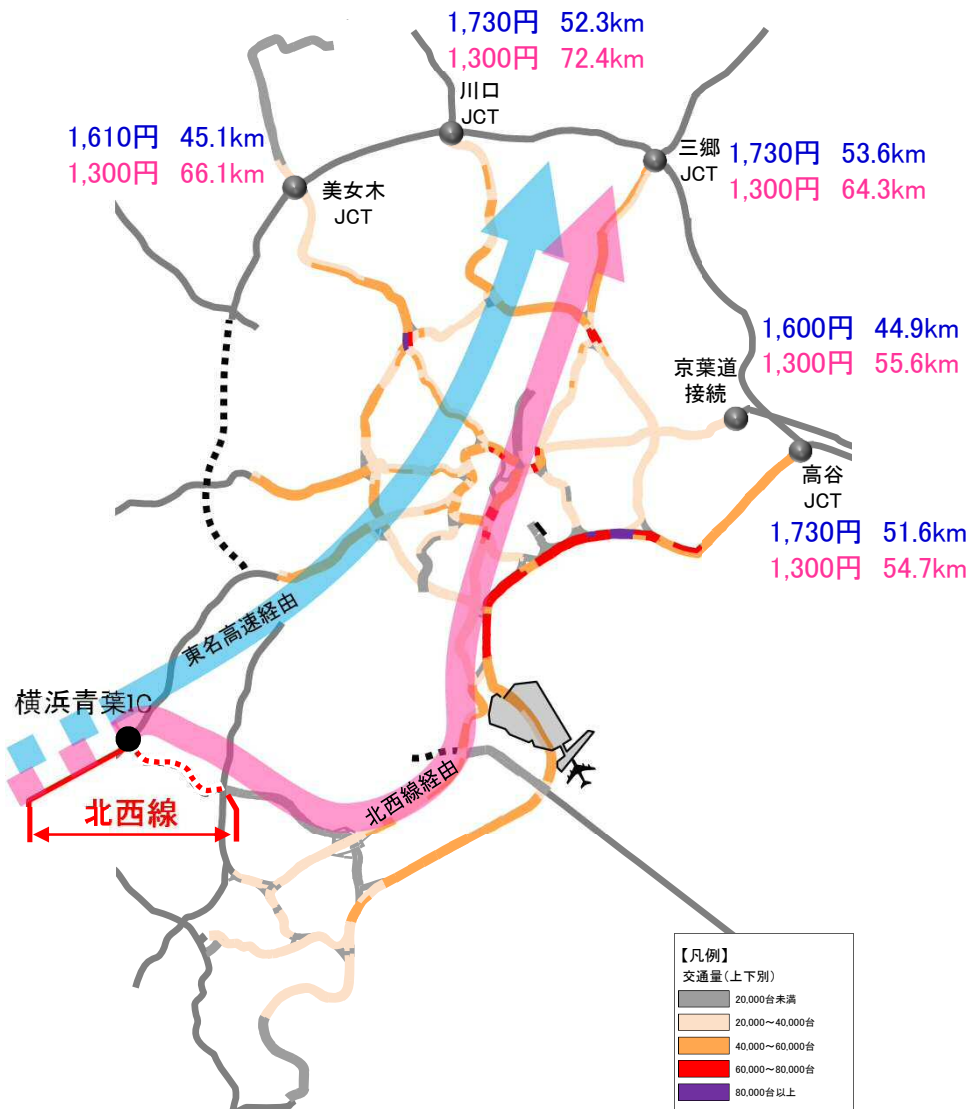 1,730円 52.3km
1,300円 72.4km
川口
JCT
1,610円 45.1km
1,300円 66.1km
美女木
JCT
三郷
JCT
1,730円 53.6km
1,300円 64.3km
1,600円 44.9km
1,300円 55.6km
京葉道
接続
高谷
JCT
1,730円 51.6km
1,300円 54.7km
東名高速経由
横浜青葉IC
北西線経由
北西線
【凡例】
交通量(上下別)
20,000台未満
20,000～40,000台
40,000～60,000台
60,000～80,000台
80,000台以上